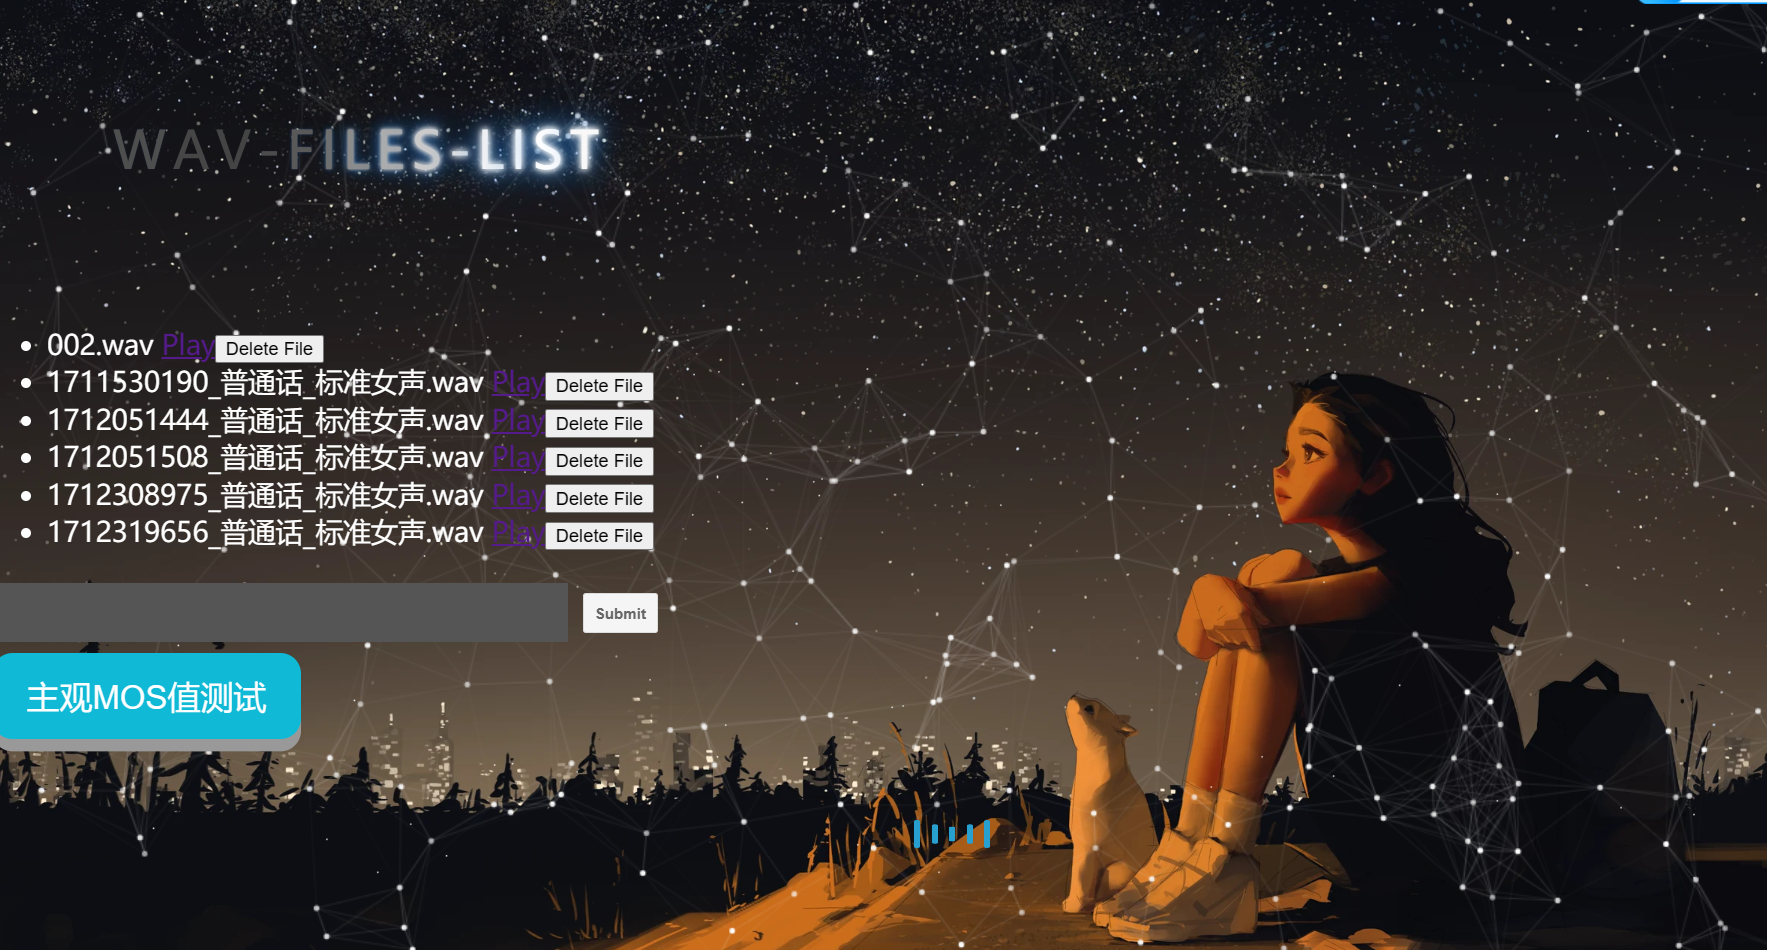 WAV-FILES-LIST
002.wav Play Delete File
1711530190_普通话_标准女声.wav Play Delete File
1712051444_普通话_标准女声.wav Play Delete File
1712051508_普通话_标准女声.wav Play Delete File
1712308975_普通话_标准女声.wav Play Delete File
1712319656_普通话_标准女声.wav Play Delete File
Submit
主观MOS值测试